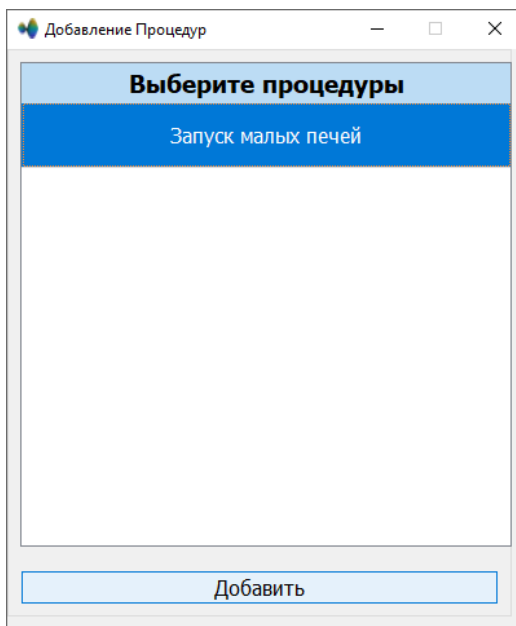 Добавление Процедур
Выберите процедуры
Запуск малых печей
Добавить